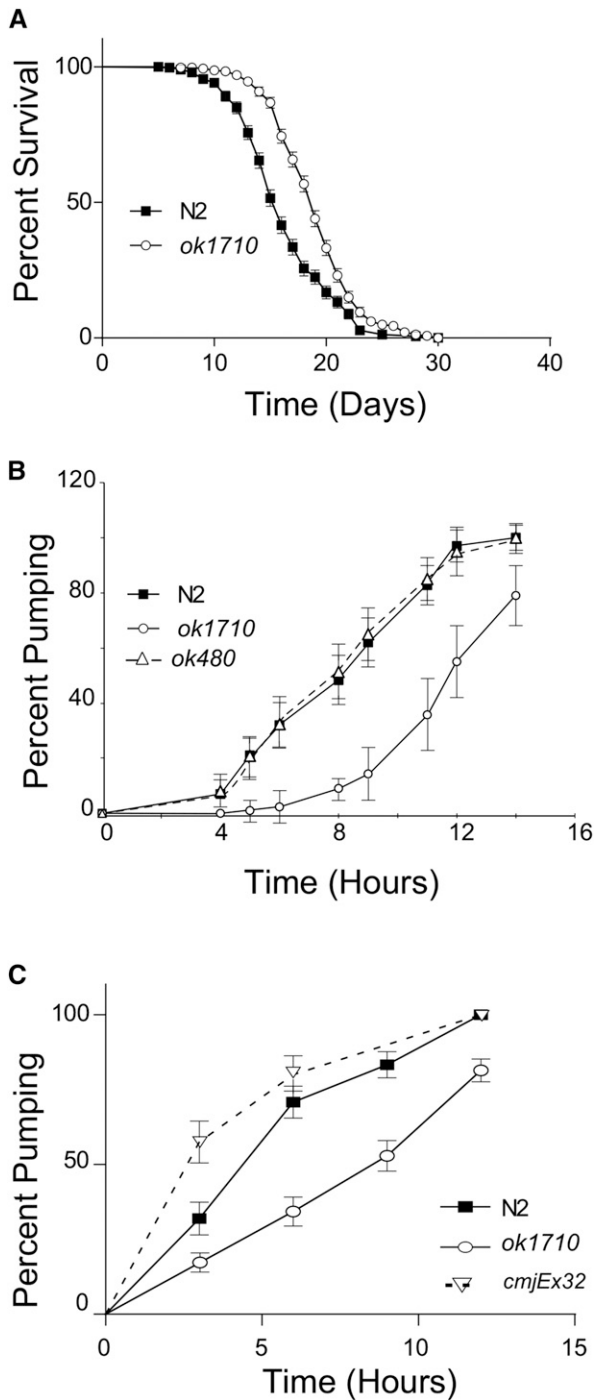 A
Percent Survival
100
50
0
N2
ok1710
0 10 20 30 40
Time (Days)
B
Percent Pumping
120
80
40
0
N2
ok1710
ok480
0 4 8 12 16
Time (Hours)
C
Percent Pumping
100
50
0
N2
ok1710
cmjEx32
0 5 10 15
Time (Hours)